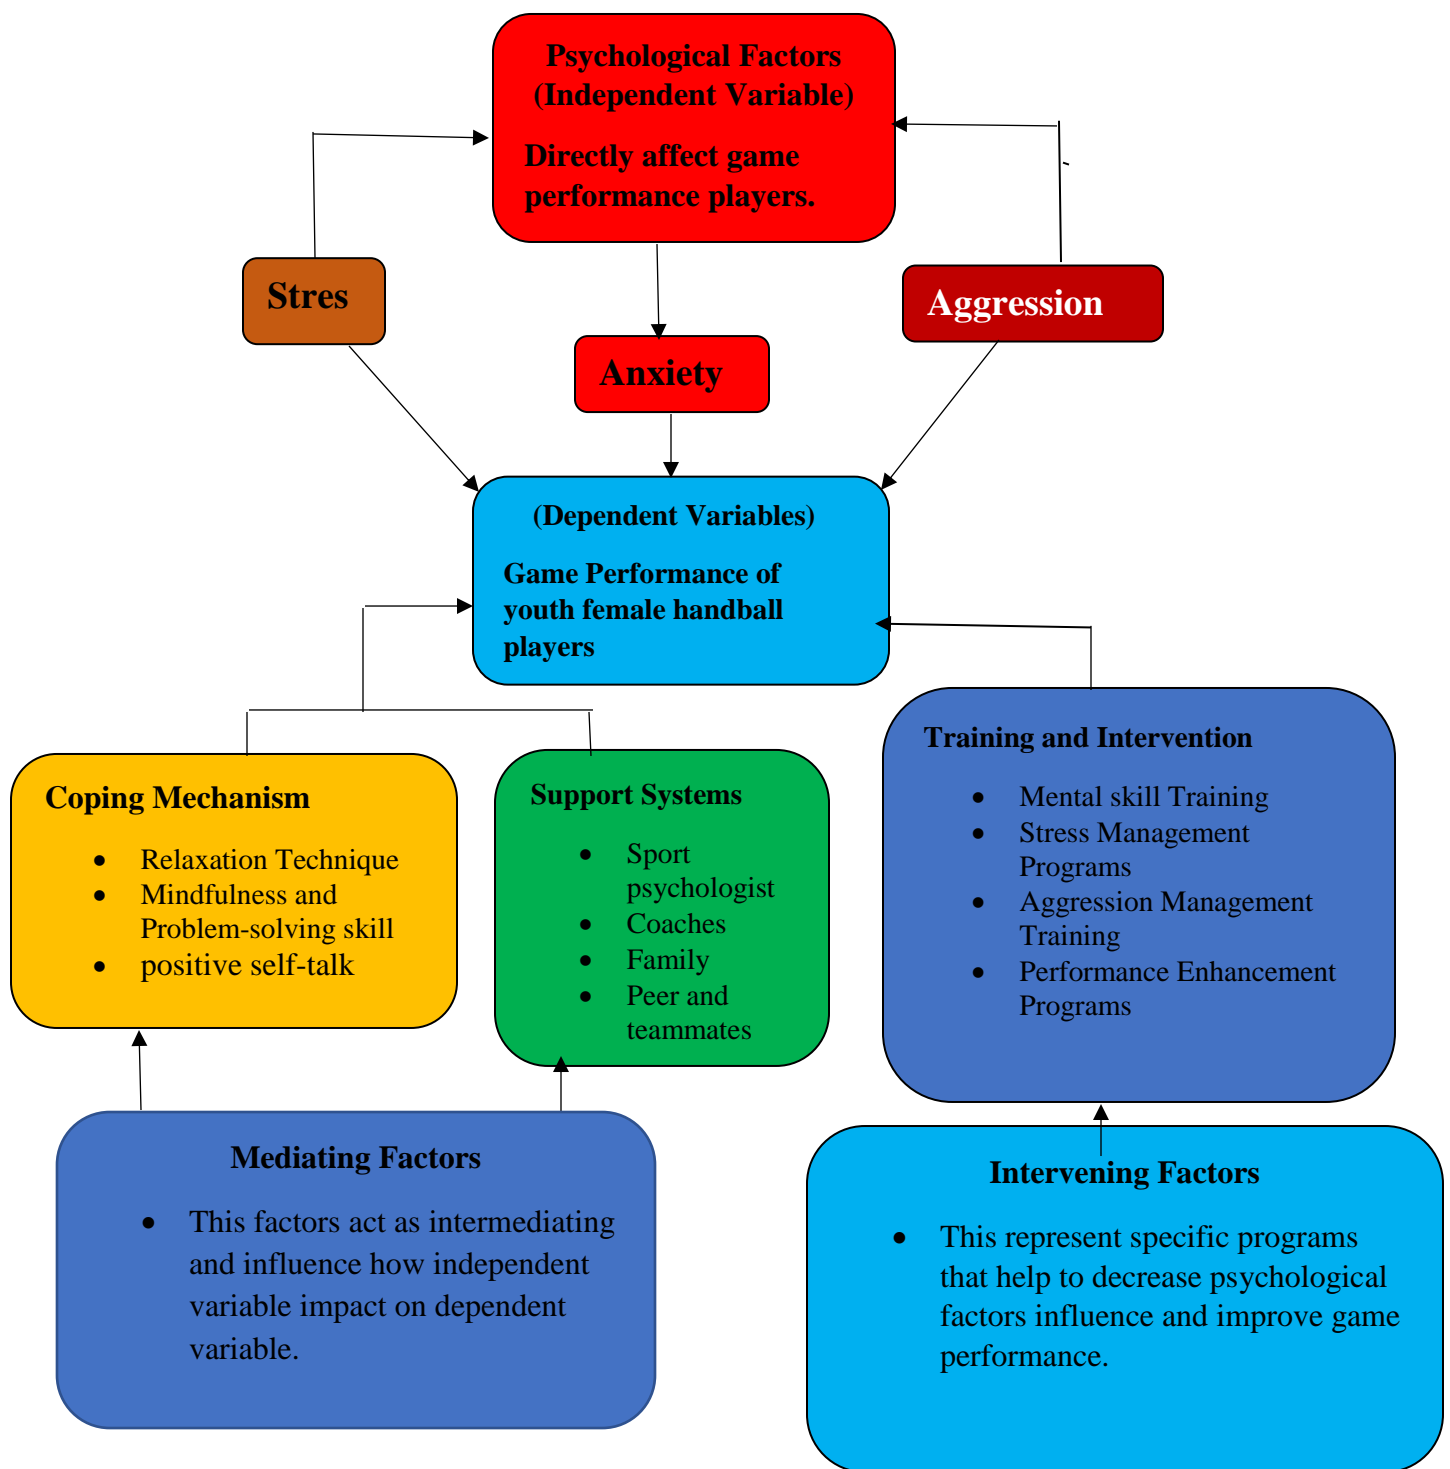 Psychological Factors
(Independent Variable)
Directly affect game
performance players.
Stres
Aggression
Anxiety
(Dependent Variables)
Game Performance of
youth female handball
players
Coping Mechanism
• Relaxation Technique
• Mindfulness and
Problem-solving skill
• positive self-talk
Support Systems
• Sport
psychologist
• Coaches
• Family
• Peer and
teammates
Training and Intervention
• Mental skill Training
• Stress Management
Programs
• Aggression Management
Training
• Performance Enhancement
Programs
Mediating Factors
• This factors act as intermediating
and influence how independent
variable impact on dependent
variable.
Intervening Factors
• This represent specific programs
that help to decrease psychological
factors influence and improve game
performance.